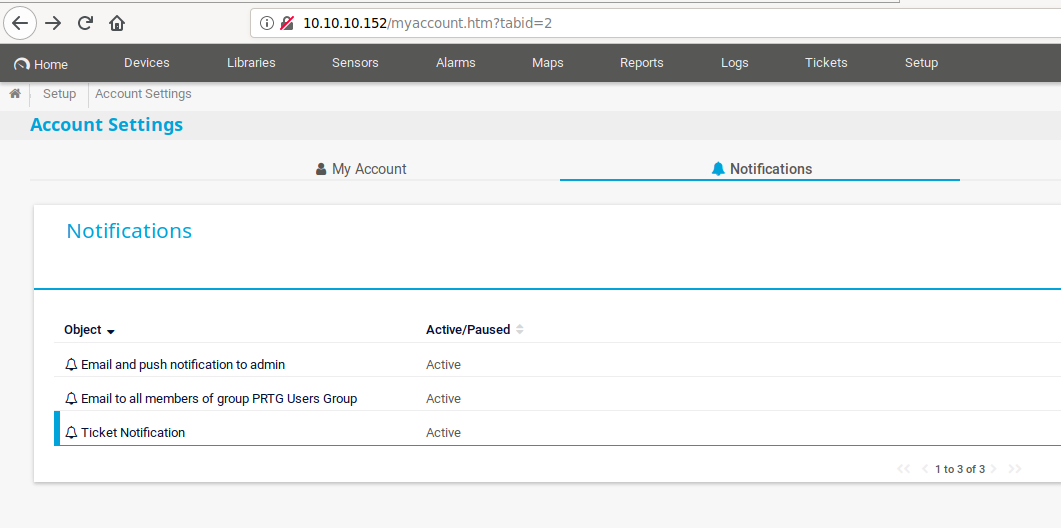 10.10.10.152/myaccount.htm?tabid=2
Home Devices Libraries Sensors Alarms Maps Reports Logs Tickets Setup
Setup Account Settings
Account Settings
My Account Notifications
Notifications
Object Active/Paused
Email and push notification to admin Active
Email to all members of group PRTG Users Group Active
Ticket Notification Active
<< < 1 to 3 of 3 > >>